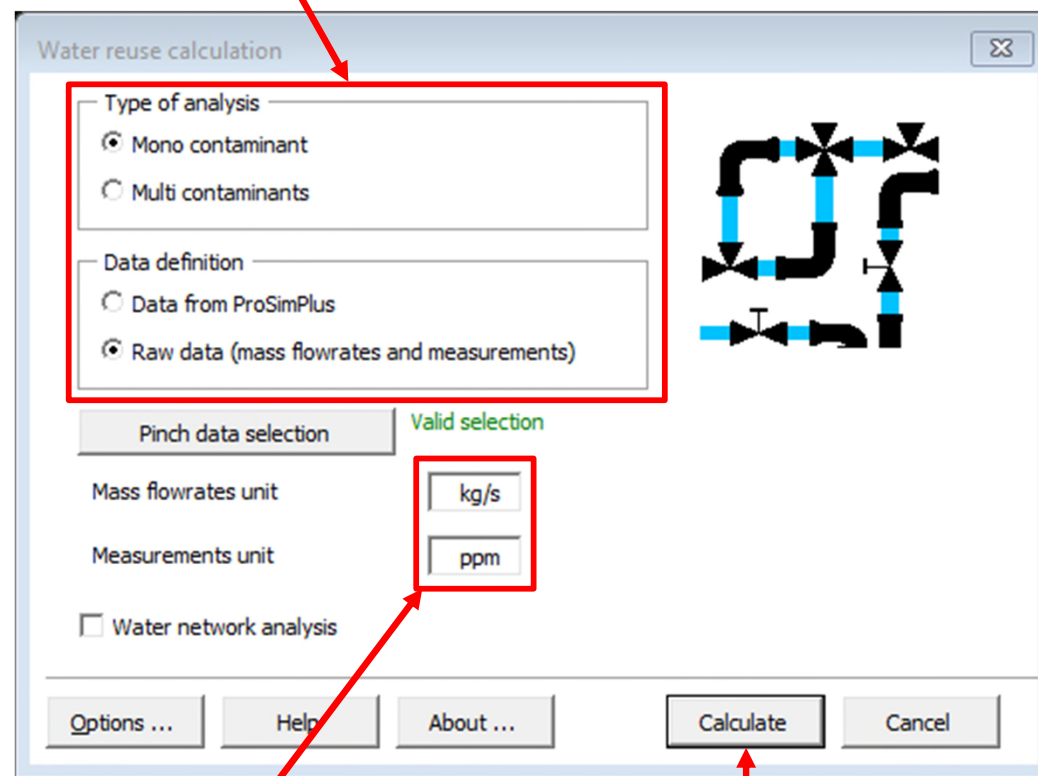 Water reuse calculation
Type of analysis
Mono contaminant
Multi contaminants
Data definition
Data from ProSimPlus
Raw data (mass flowrates and measurements)
Pinch data selection Valid selection
Mass flowrates unit kg/s
Measurements unit ppm
Water network analysis
Options ... Help About ... Calculate Cancel